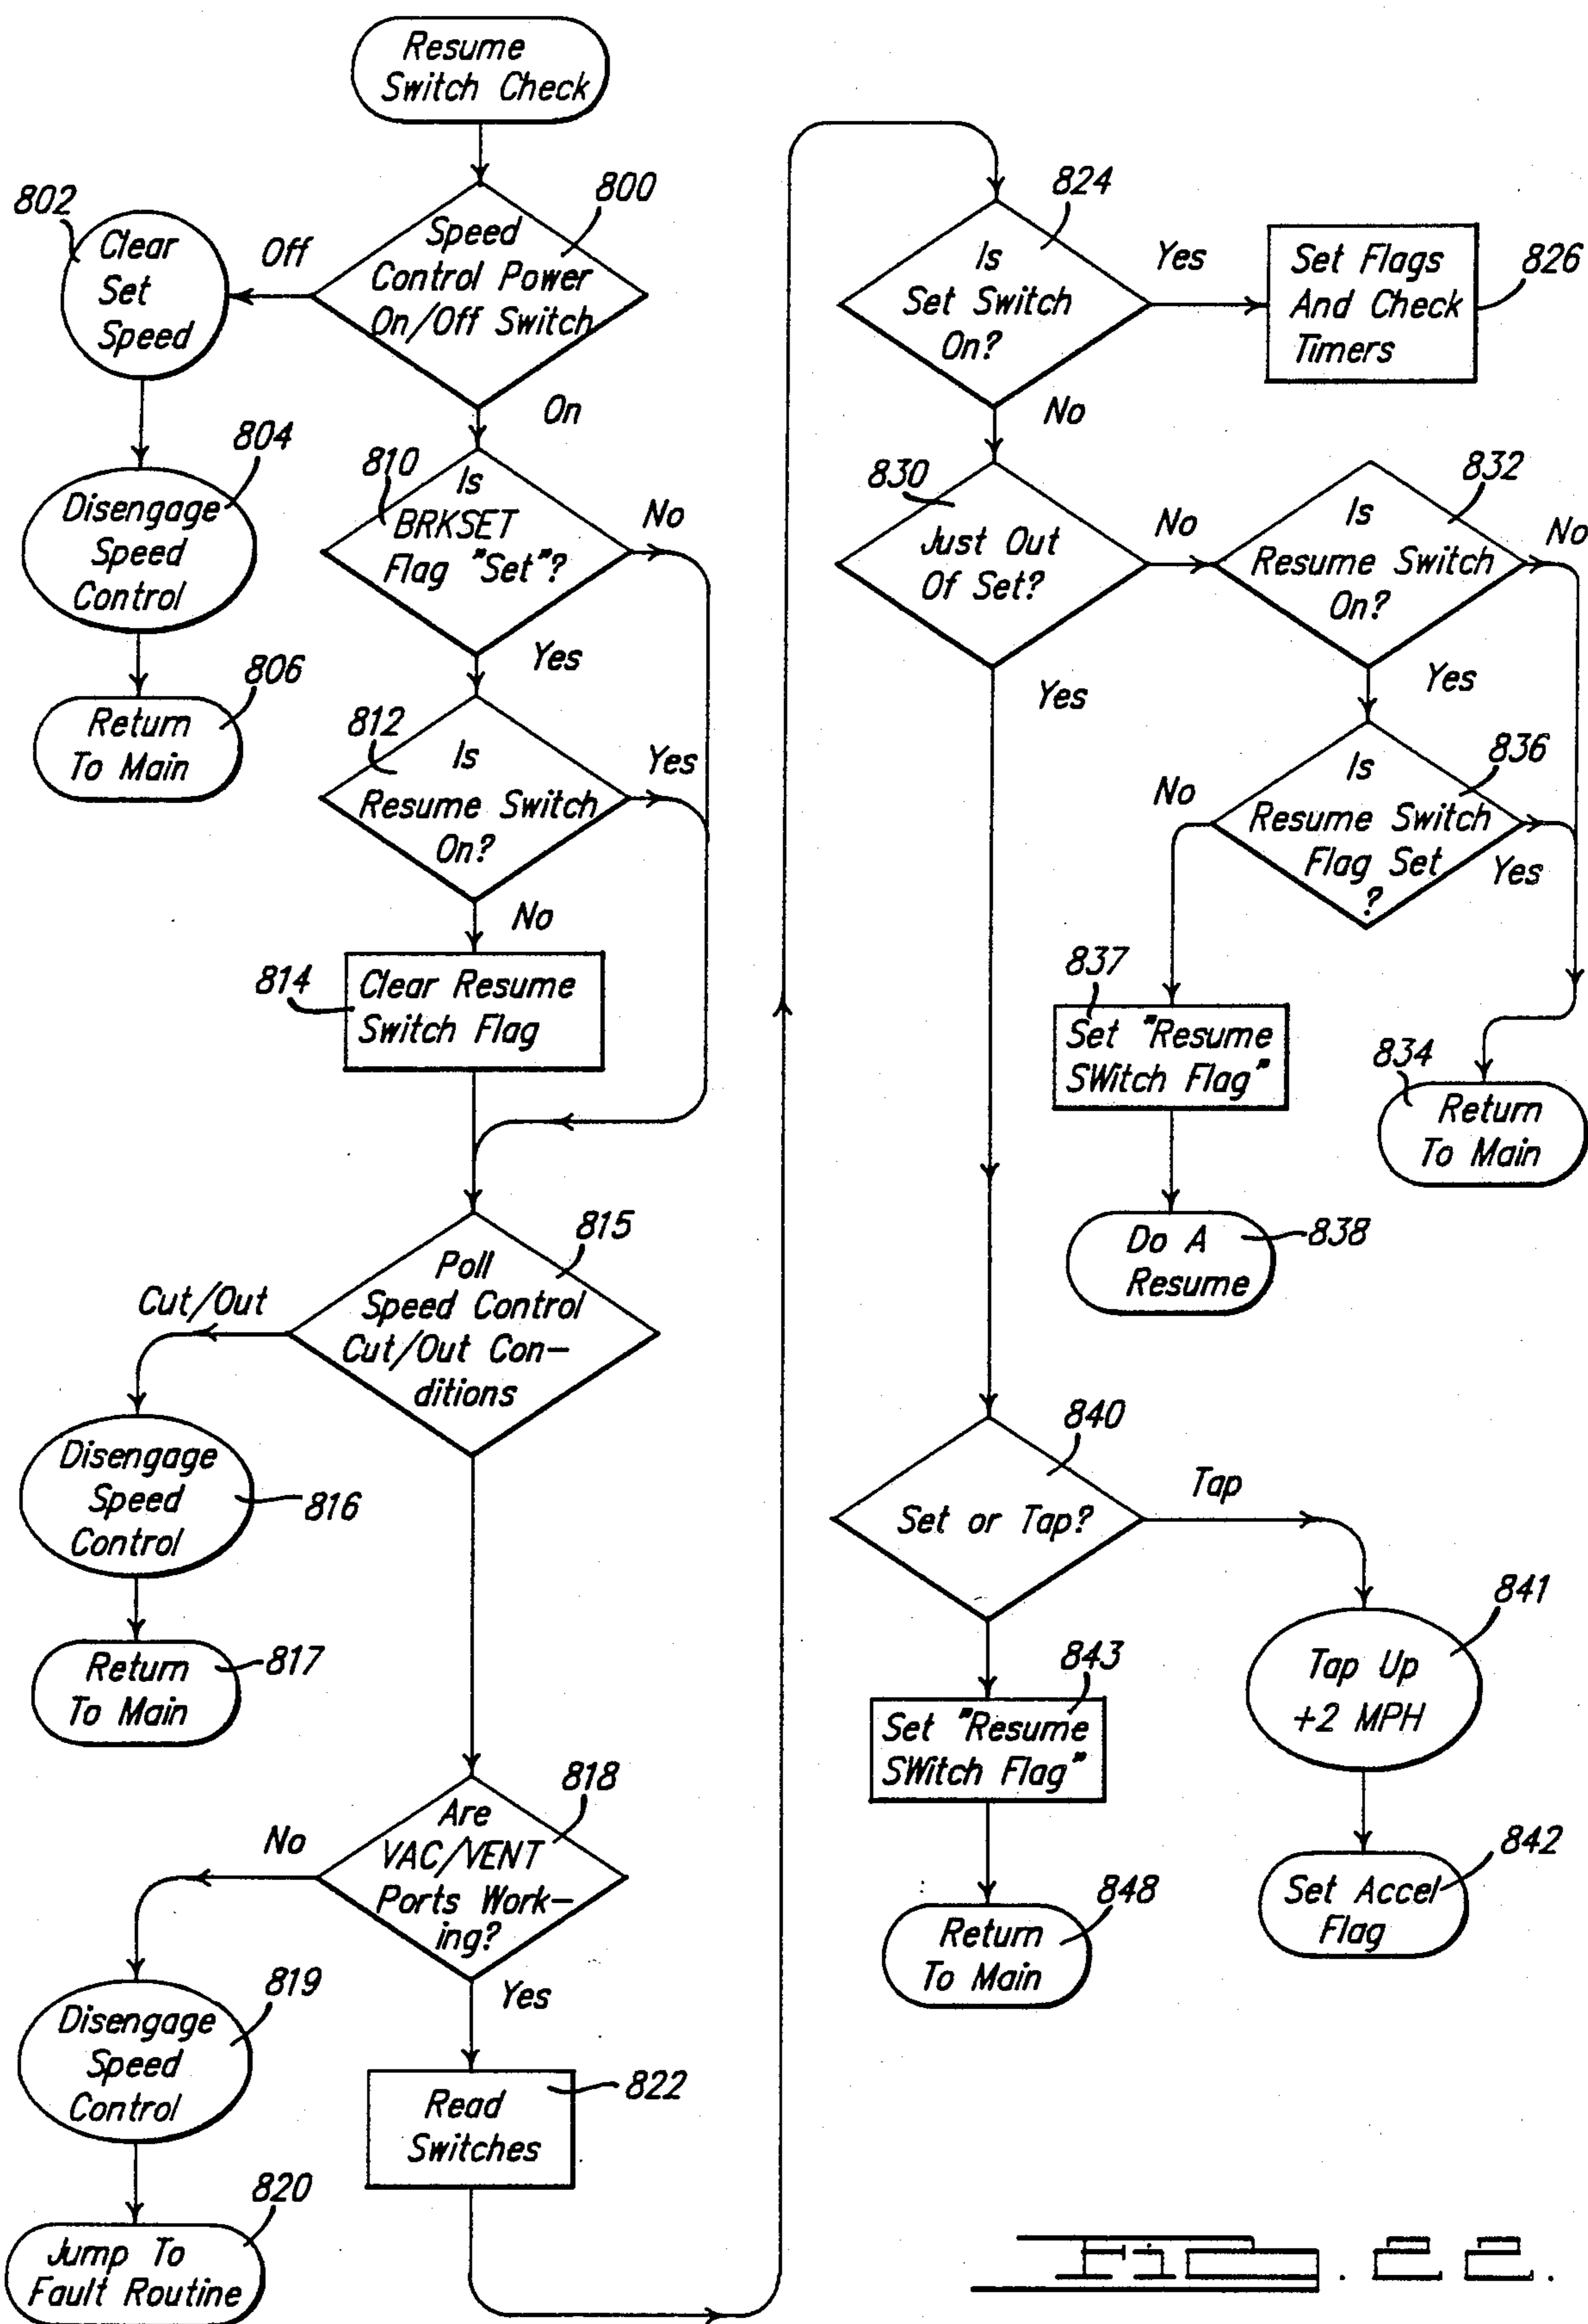 Resume
Switch Check
800
Speed
Control Power
On/Off Switch
Off
On
802
Clear
Set
Speed
804
Disengage
Speed
Control
806
Return
To Main
810
Is
BRKSET
Flag "Set"?
No
Yes
812
Is
Resume Switch
On?
Yes
No
814
Clear Resume
Switch Flag
815
Poll
Speed Control
Cut/Out Con-
ditions
Cut/Out
Disengage
Speed
Control
816
Return
To Main
817
818
Are
VAC/VENT
Ports Work-
ing?
No
Yes
819
Disengage
Speed
Control
820
Jump To
Fault Routine
822
Read
Switches
824
Is
Set Switch
On?
Yes
No
Set Flags
And Check
Timers
826
830
Just Out
Of Set?
No
Yes
832
Is
Resume Switch
On?
No
Yes
836
Is
Resume Switch
Flag Set
?
No
Yes
837
Set "Resume
SWitch Flag"
834
Return
To Main
Do A
Resume
838
840
Set or Tap?
Tap
841
Tap Up
+2 MPH
842
Set Accel
Flag
843
Set "Resume
SWitch Flag"
848
Return
To Main